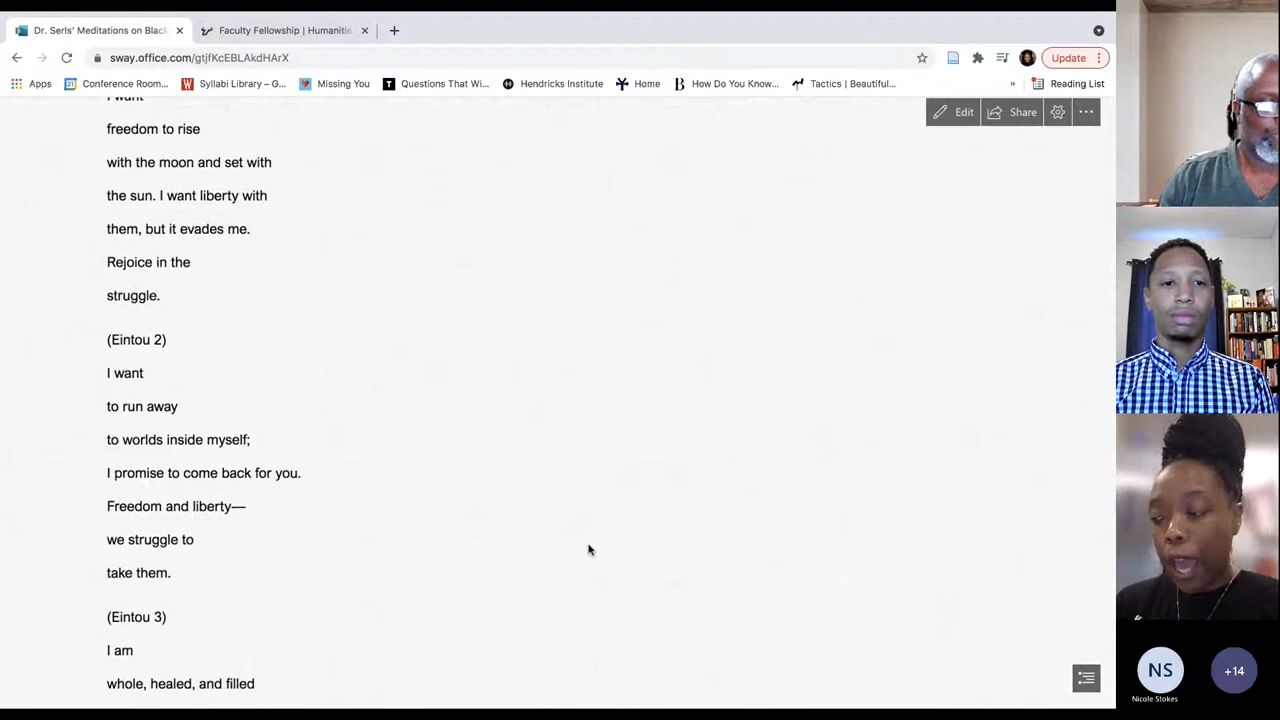 Dr. Serls' Meditations on Black
Faculty Fellowship | Humanitie
sway.office.com/gtjfKcEBLAkdHArX
Update
Apps
Conference Room...
Syllabi Library – G...
Missing You
Questions That Wi...
Hendricks Institute
Home
How Do You Know...
Tactics | Beautiful...
»
Reading List
Edit
Share
I want
freedom to rise
with the moon and set with
the sun. I want liberty with
them, but it evades me.
Rejoice in the
struggle.
(Eintou 2)
I want
to run away
to worlds inside myself;
I promise to come back for you.
Freedom and liberty—
we struggle to
take them.
(Eintou 3)
I am
whole, healed, and filled
NS
Nicole Stokes
+14